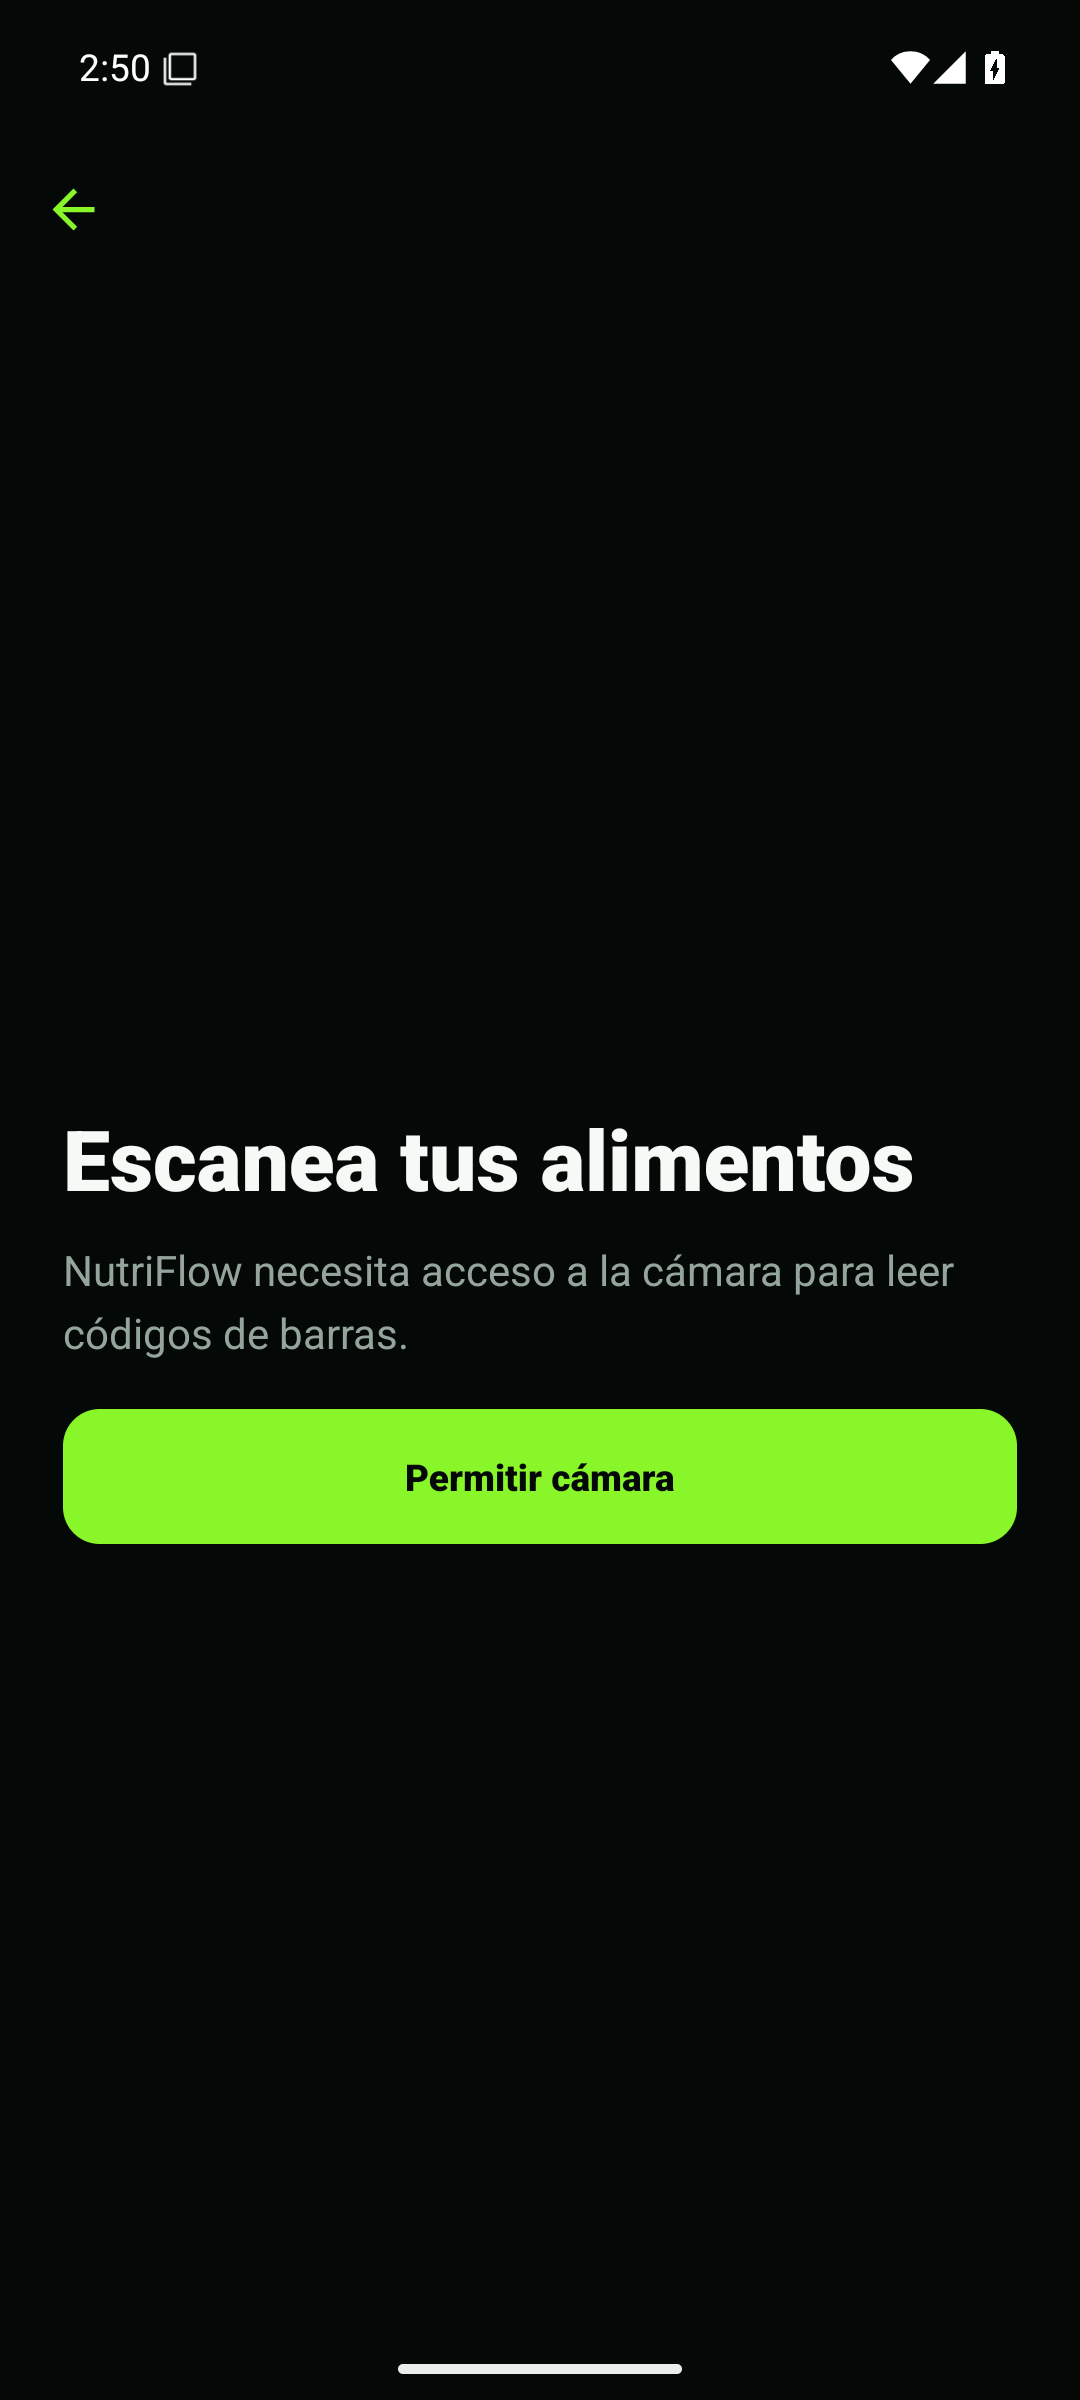 2:50
Escanea tus alimentos
NutriFlow necesita acceso a la cámara para leer
códigos de barras.
Permitir cámara